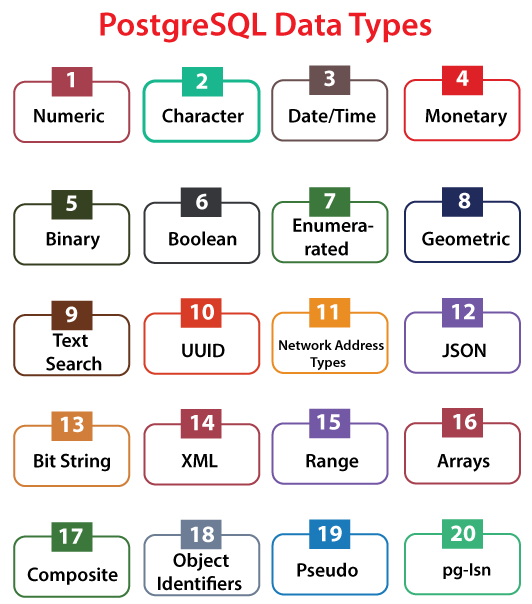 PostgreSQL Data Types
1
Numeric
2
Character
3
Date/Time
4
Monetary
5
Binary
6
Boolean
7
Enumera-
rated
8
Geometric
9
Text
Search
10
UUID
11
Network Address
Types
12
JSON
13
Bit String
14
XML
15
Range
16
Arrays
17
Composite
18
Object
Identifiers
19
Pseudo
20
pg-lsn